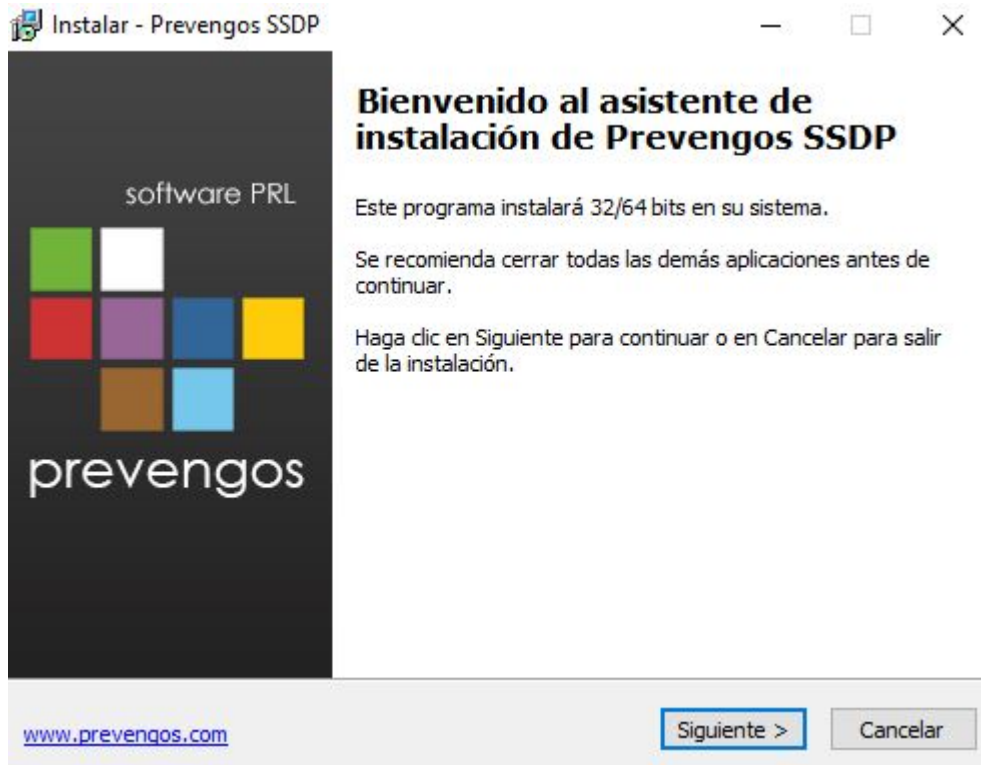 Instalar - Prevengos SSDP
Bienvenido al asistente de
instalación de Prevengos SSDP
software PRL
Este programa instalará 32/64 bits en su sistema.
Se recomienda cerrar todas las demás aplicaciones antes de
continuar.
Haga clic en Siguiente para continuar o en Cancelar para salir
de la instalación.
prevengos
www.prevengos.com
Siguiente >
Cancelar